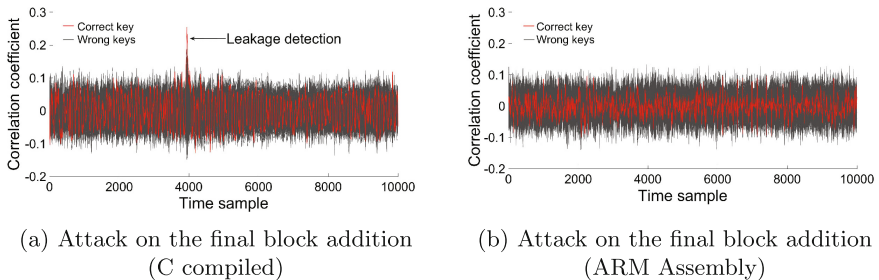 0.3
0.2
0.1
0
-0.1
-0.2
Correlation coefficient
Correct key
Wrong keys
Leakage detection
0 2000 4000 6000 8000 10000
Time sample
(a) Attack on the final block addition
(C compiled)
0.3
0.2
0.1
0
-0.1
-0.2
Correlation coefficient
Correct key
Wrong keys
0 2000 4000 6000 8000 10000
Time sample
(b) Attack on the final block addition
(ARM Assembly)